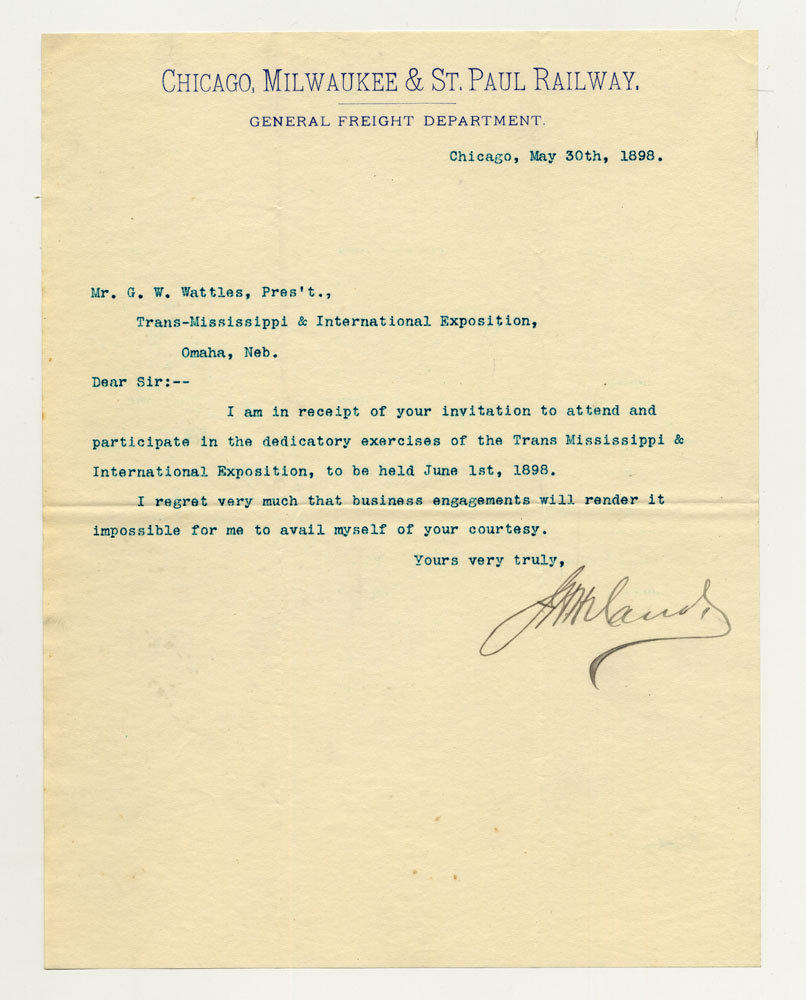 CHICAGO, MILWAUKEE & ST. PAUL RAILWAY.
GENERAL FREIGHT DEPARTMENT.
Chicago, May 30th, 1898.
Mr. G. W. Wattles, Pres't.,
Trans-Mississippi & International Exposition,
Omaha, Neb.
Dear Sir:--
I am in receipt of your invitation to attend and
participate in the dedicatory exercises of the Trans Mississippi &
International Exposition, to be held June 1st, 1898.
I regret very much that business engagements will render it
impossible for me to avail myself of your courtesy.
Yours very truly,